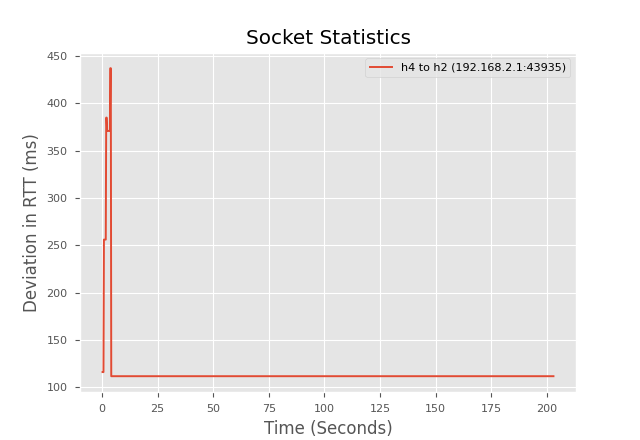 Socket Statistics
h4 to h2 (192.168.2.1:43935)
Deviation in RTT (ms)
450
400
350
300
250
200
150
100
0 25 50 75 100 125 150 175 200
Time (Seconds)